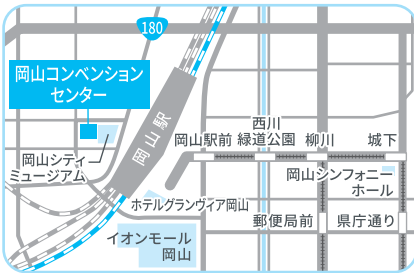 180
岡山コンベンション
センター
岡山駅
岡山駅前
西川
緑道公園
柳川
城下
岡山シティ
ミュージアム
岡山シンフォニー
ホール
ホテルグランヴィア岡山
郵便局前
県庁通り
イオンモール
岡山